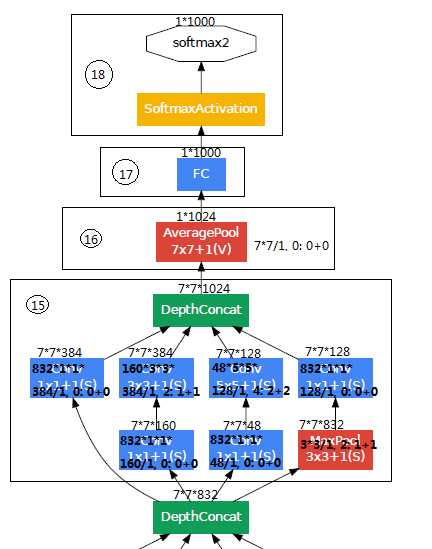 1*1000
softmax2
18
SoftmaxActivation
1*1000
17
FC
1*1024
16
AveragePool
7x7+1(V)
7*7/1, 0: 0+0
7*7*1024
15
DepthConcat
7*7*384
7*7*384
7*7*128
7*7*128
832*1*1*
160*3*3*
48*5*5*
832*1*1*
1x1+1(S)
3x3+1(S)
5x5+1(S)
1x1+1(S)
384/1, 0: 0+0
384/1, 2: 1+1
128/1, 4: 2+2
128/1, 0: 0+0
7*7*160
7*7*48
7*7*832
832*1*1*
832*1*1*
MaxPool
3*3/1, 2: 1+1
1x1+1(S)
1x1+1(S)
3x3+1(S)
160/1, 0: 0+0
48/1, 0: 0+0
7*7*832
DepthConcat